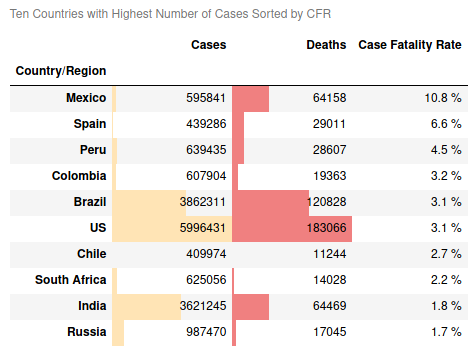 Ten Countries with Highest Number of Cases Sorted by CFR
Cases Deaths Case Fatality Rate
Country/Region
Mexico 595841 64158 10.8 %
Spain 439286 29011 6.6 %
Peru 639435 28607 4.5 %
Colombia 607904 19363 3.2 %
Brazil 3862311 120828 3.1 %
US 5996431 183066 3.1 %
Chile 409974 11244 2.7 %
South Africa 625056 14028 2.2 %
India 3621245 64469 1.8 %
Russia 987470 17045 1.7 %